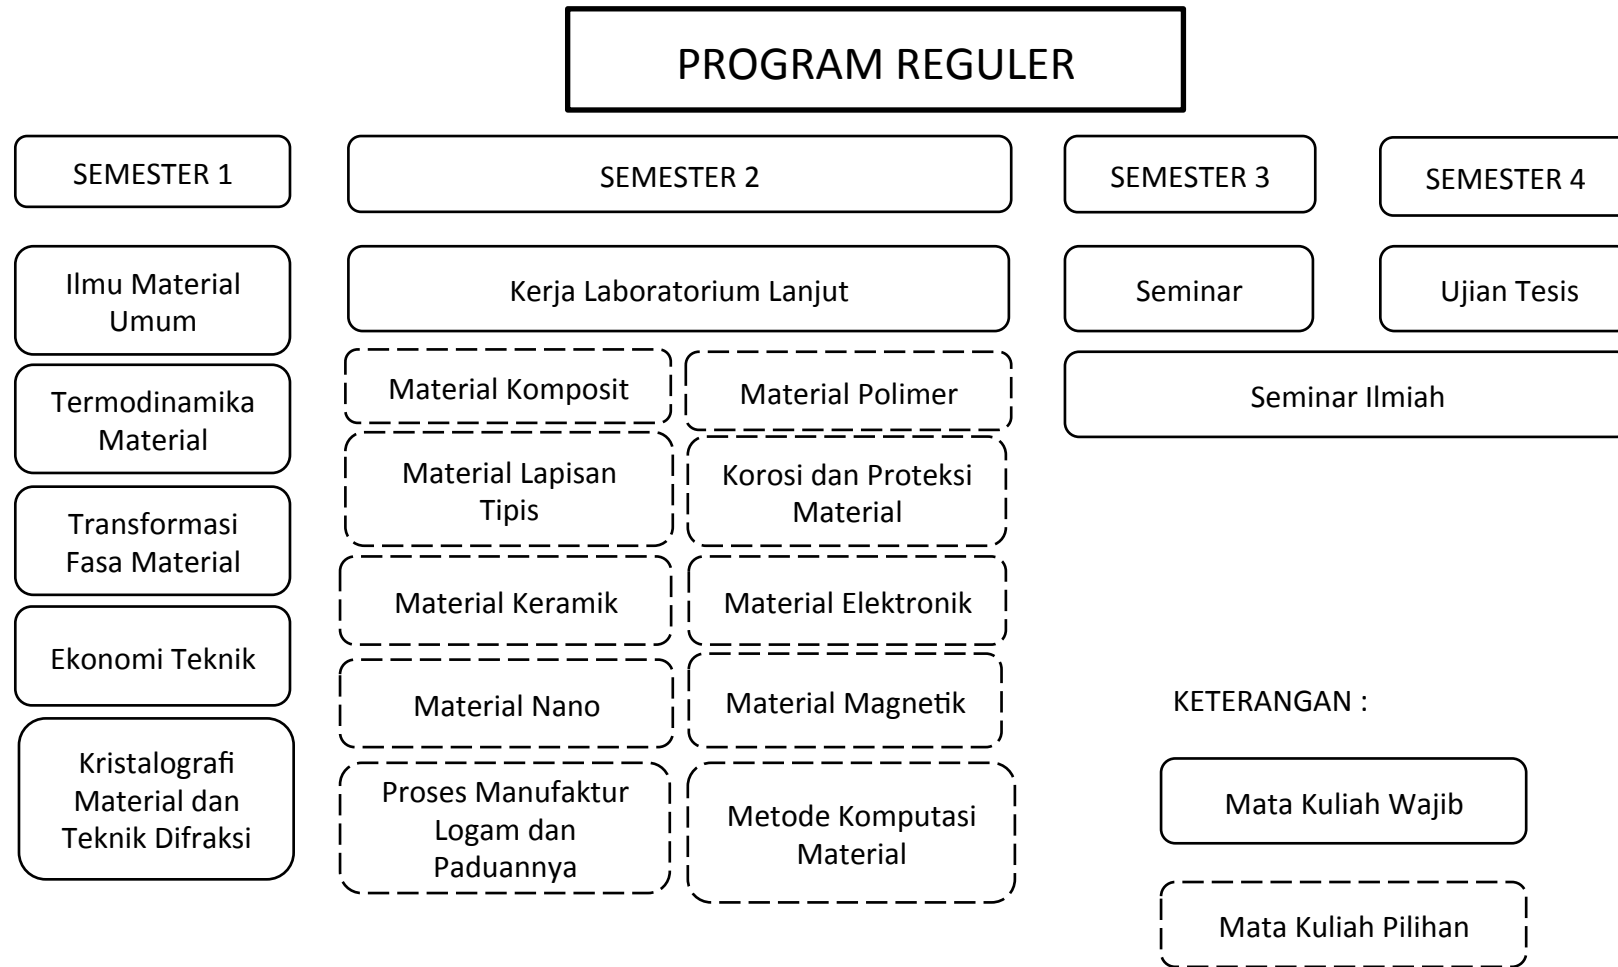 PROGRAM REGULER
SEMESTER 1
SEMESTER 2
SEMESTER 3
SEMESTER 4
Ilmu Material
Umum
Kerja Laboratorium Lanjut
Seminar
Ujian Tesis
Termodinamika
Material
Material Komposit
Material Polimer
Seminar Ilmiah
Material Lapisan
Tipis
Korosi dan Proteksi
Material
Transformasi
Fasa Material
Material Keramik
Material Elektronik
Ekonomi Teknik
Material Nano
Material Magnetik
Kristalografi
Material dan
Teknik Difraksi
Proses Manufaktur
Logam dan
Paduannya
Metode Komputasi
Material
KETERANGAN :
Mata Kuliah Wajib
Mata Kuliah Pilihan